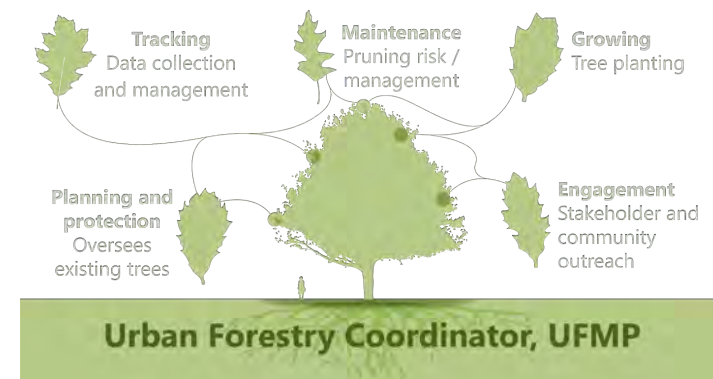 Tracking
Data collection
and management
Maintenance
Pruning risk /
management
Growing
Tree planting
Planning and
protection
Oversees
existing trees
Engagement
Stakeholder and
community
outreach
Urban Forestry Coordinator, UFMP